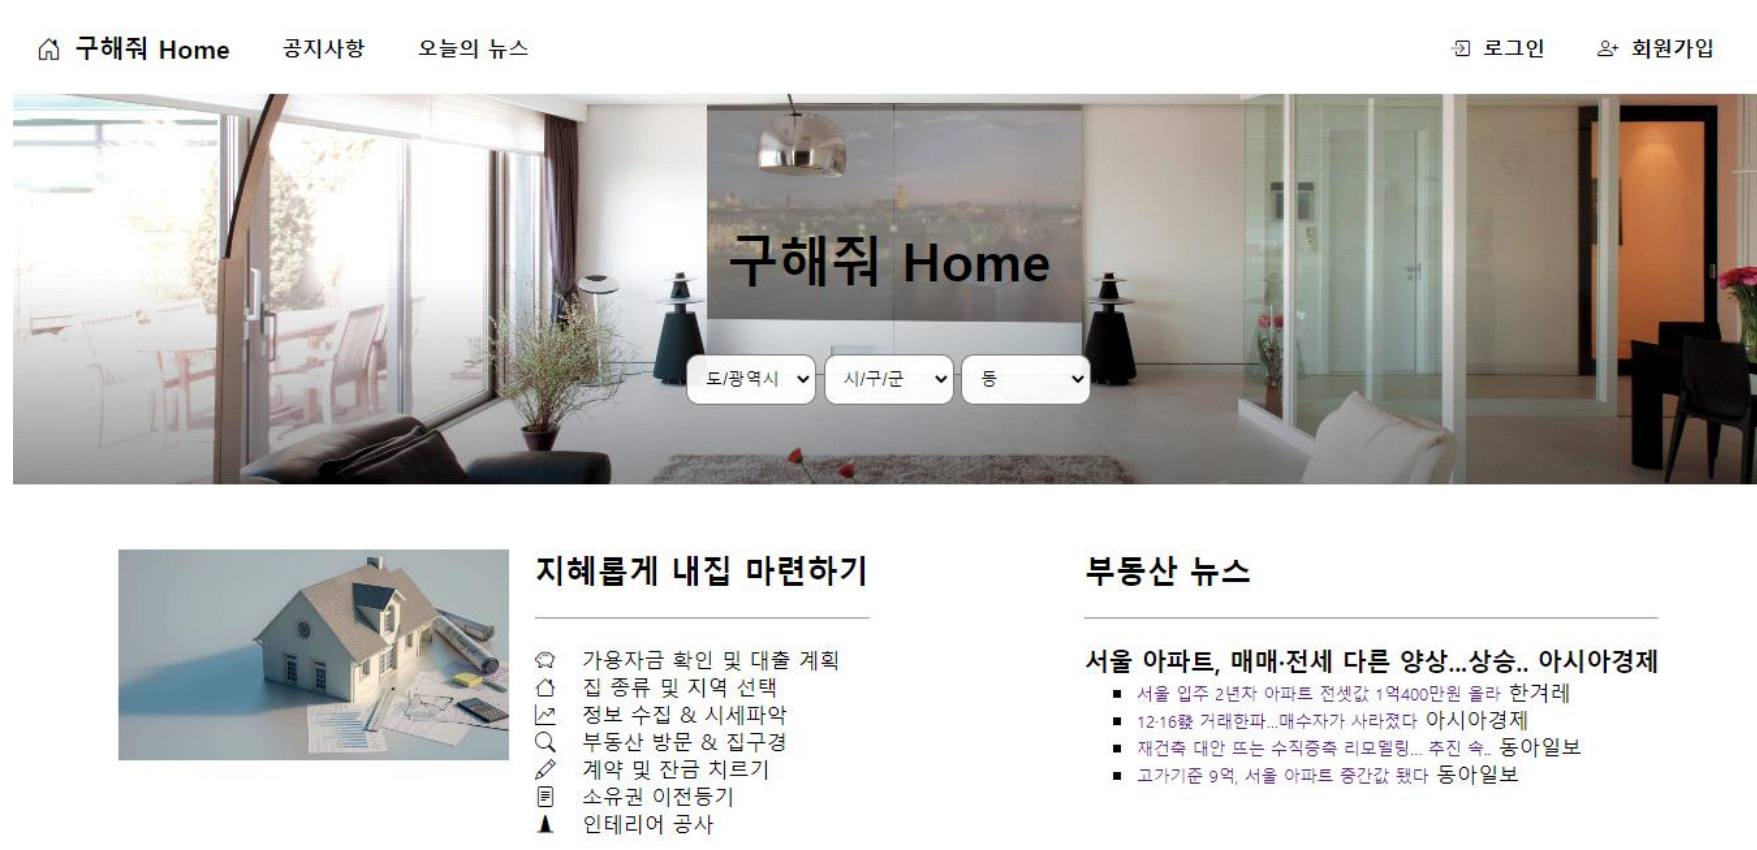 구해줘 Home 공지사항 오늘의 뉴스 로그인 회원가입
구해줘 Home
도/광역시 시/구/군 동
지혜롭게 내집 마련하기
가용자금 확인 및 대출 계획
집 종류 및 지역 선택
정보 수집 & 시세파악
부동산 방문 & 집구경
계약 및 잔금 치르기
소유권 이전등기
인테리어 공사
부동산 뉴스
서울 아파트, 매매·전세 다른 양상...상승.. 아시아경제
서울 입주 2년차 아파트 전셋값 1억400만원 올라 한겨레
12·16發 거래한파...매수자가 사라졌다 아시아경제
재건축 대안 뜨는 수직증축 리모델링... 추진 속.. 동아일보
고가기준 9억, 서울 아파트 중간값 됐다 동아일보